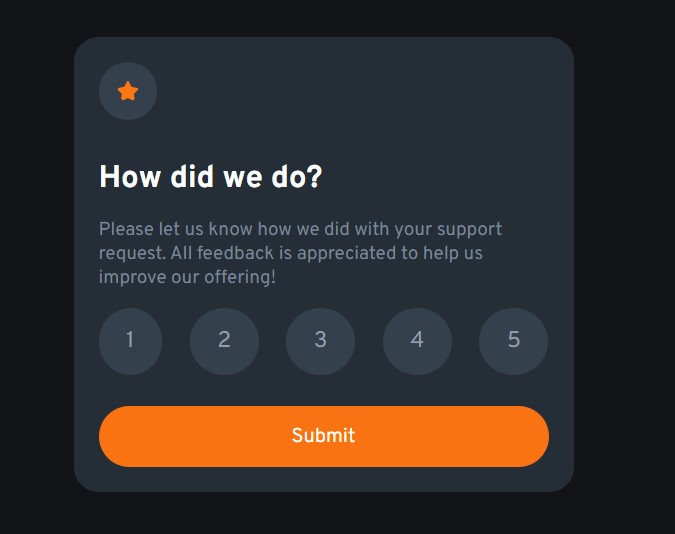 How did we do?
Please let us know how we did with your support
request. All feedback is appreciated to help us
improve our offering!
1 2 3 4 5
Submit